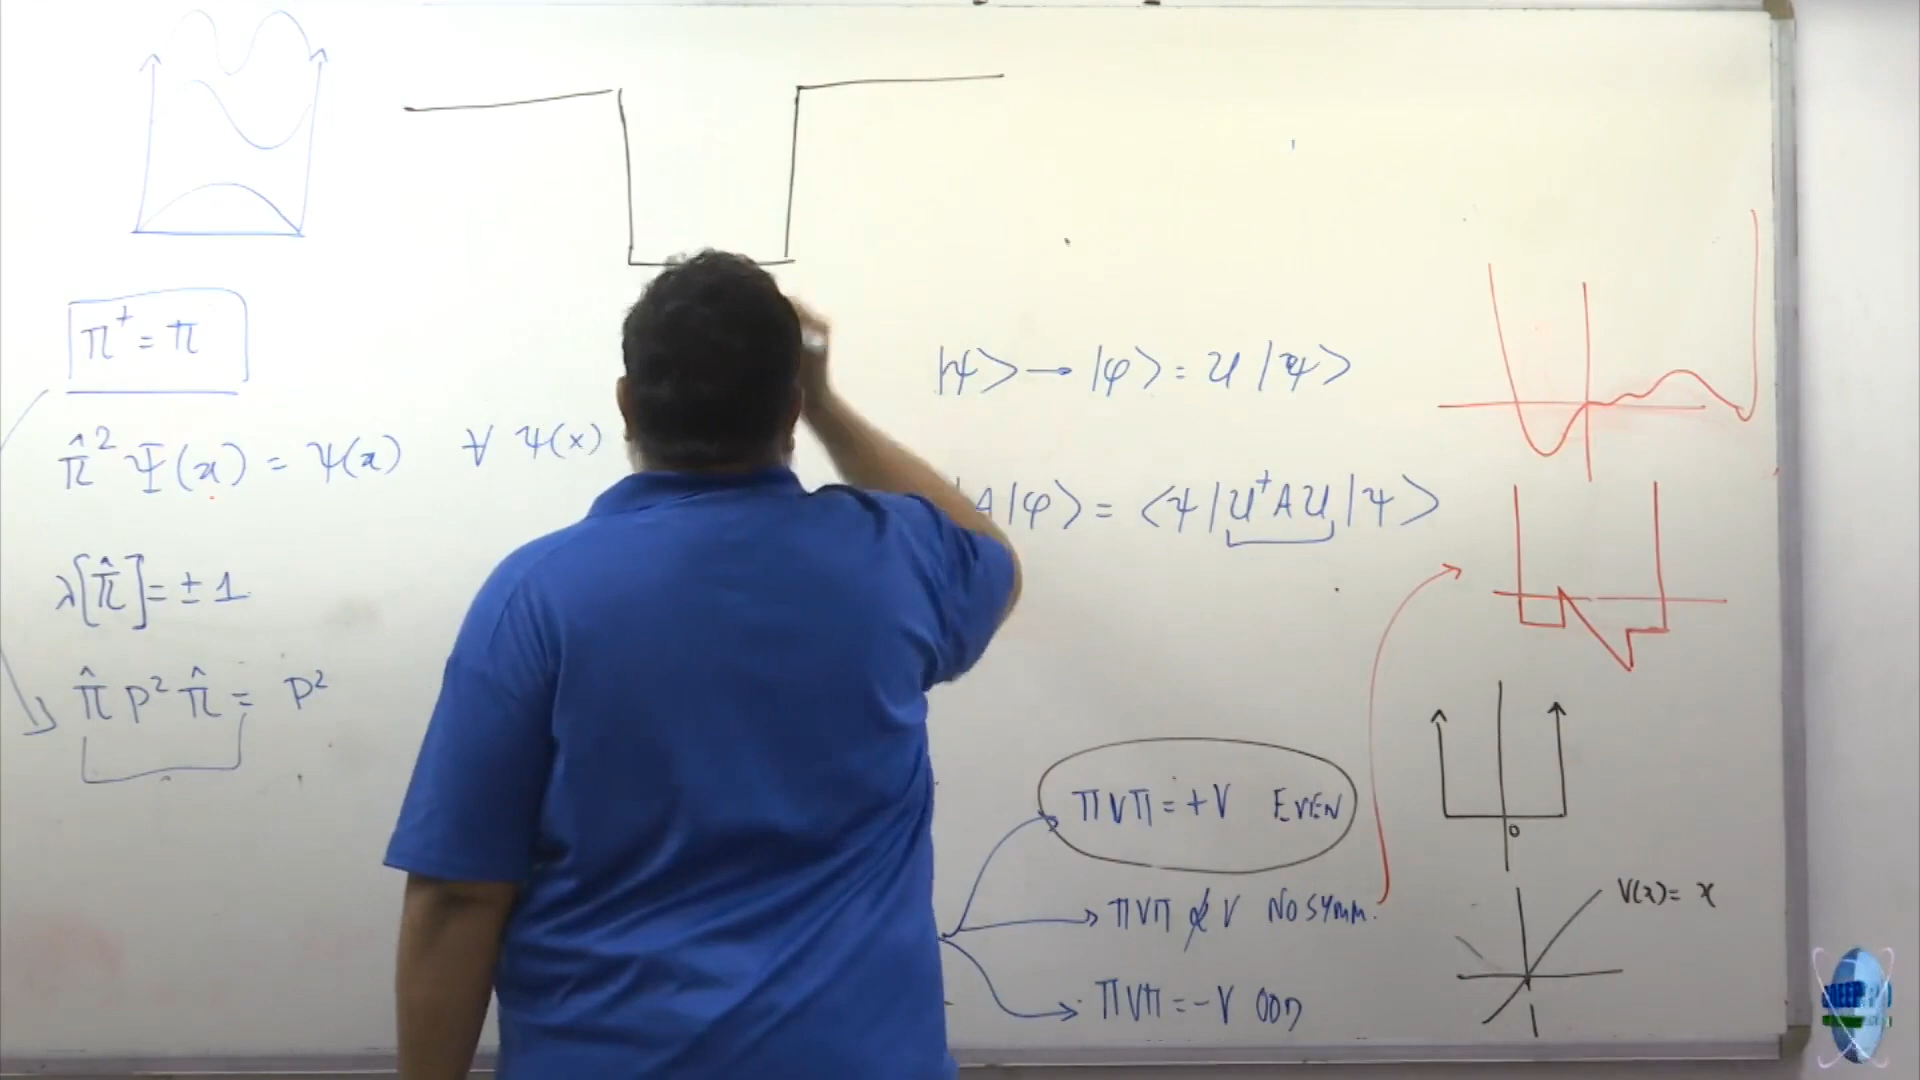 π⁺ = π
π̂² Ψ(x) = ψ(x) ∀ ψ(x)
λ[π̂] = ± 1
π̂ P² π̂ = P²
|ψ> → |φ> = U |ψ>
A|φ> = <ψ|U⁺AU|ψ>
πVπ = +V EVEN
πVπ ≠ V NO SYMM.
πVπ = -V ODD
0
V(x) = x